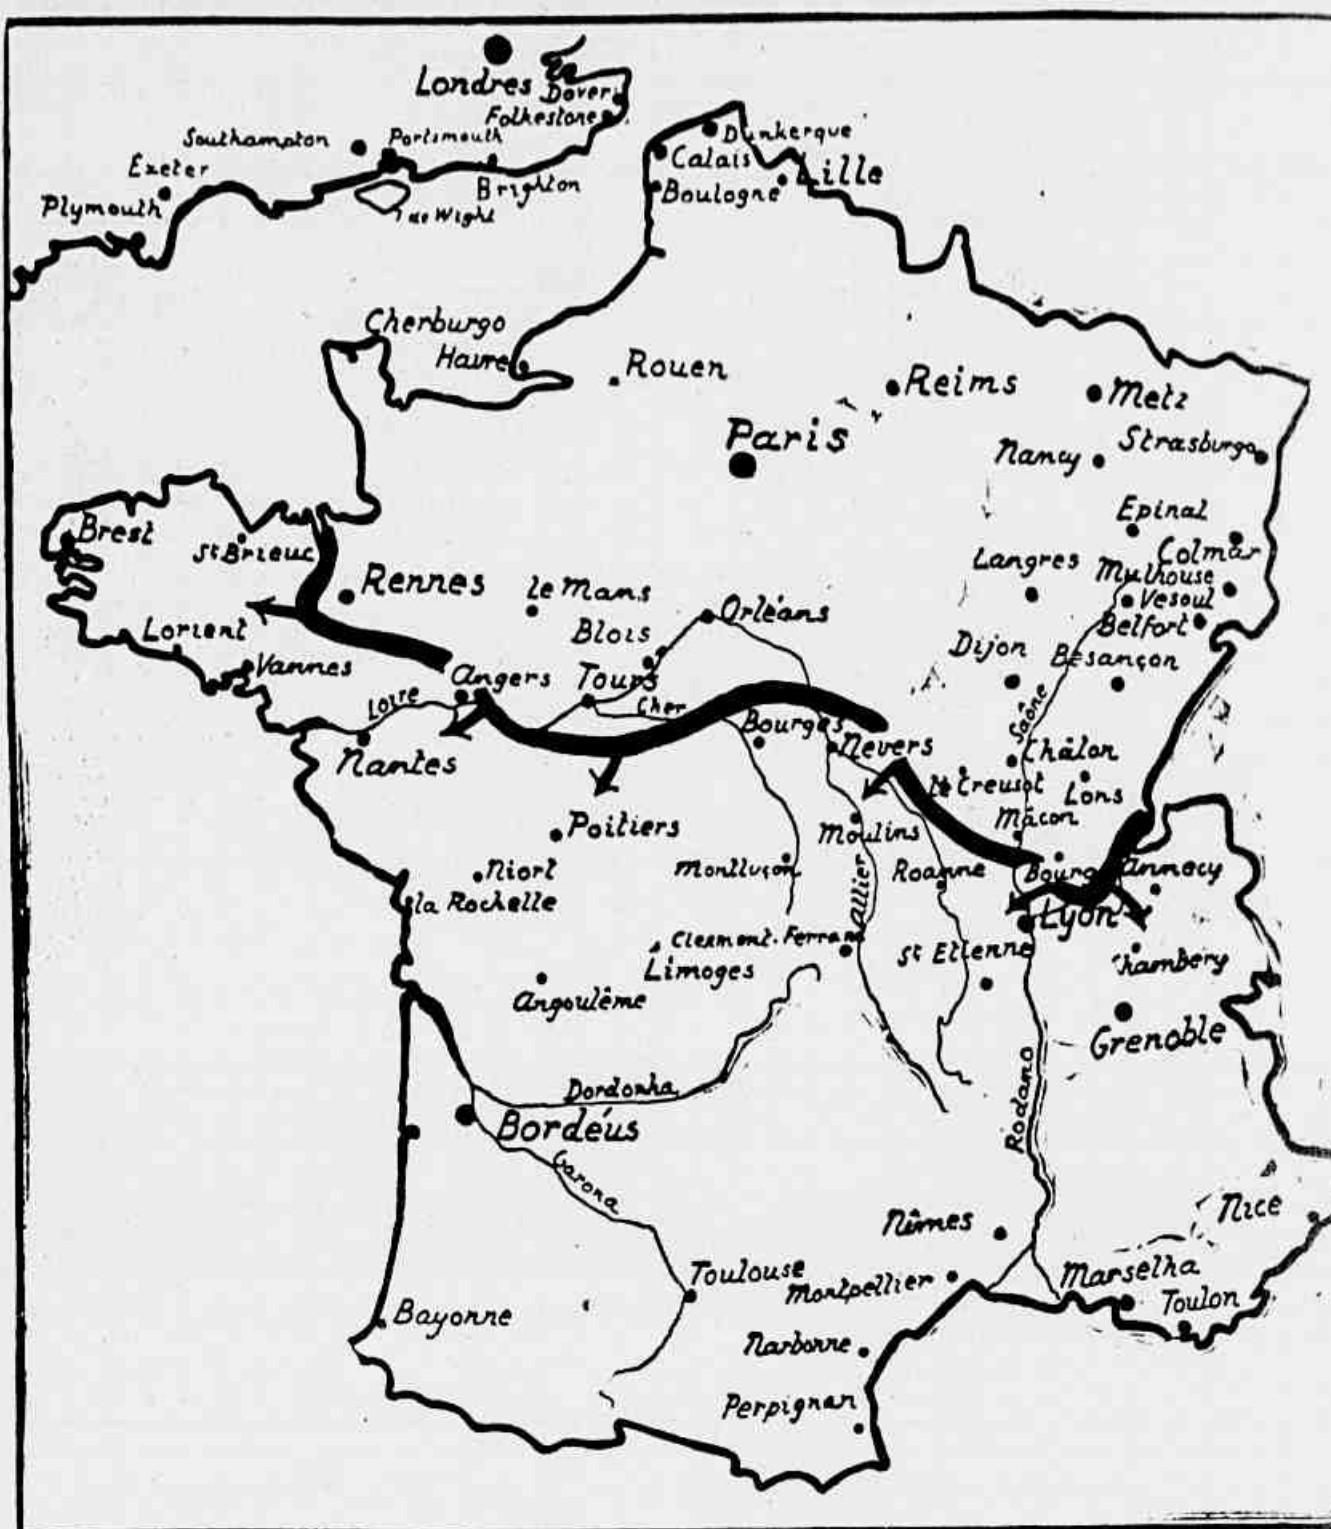 Londres
Dover
Folkestone
Southampton
Portsmouth
Exeter
Brighton
Plymouth
I de Wight
Dunkerque
Calais
Lille
Boulogne
Cherburgo
Havre
Rouen
Reims
Metz
Paris
Strasburgo
Nancy
Epinal
Brest
St Brieuc
Colmar
Langres
Mulhouse
Rennes
le Mans
Vesoul
Orléans
Belfort
Blois
Lorient
Dijon
Besançon
Vannes
Angers
Tours
Loire
Cher
Saône
Bourges
Nevers
Châlon
Nantes
le Creusot
Lons
Mâcon
Poitiers
Moulins
Niort
Montluçon
Roanne
Bourg
Annecy
la Rochelle
allier
Lyon
Clermont-Ferrand
St Etienne
Limoges
Chambéry
Angoulême
Grenoble
Dordonha
Rodano
Bordéus
Garona
Nîmes
Nice
Toulouse
Marselha
Montpellier
Toulon
Bayonne
Narbonne
Perpignan